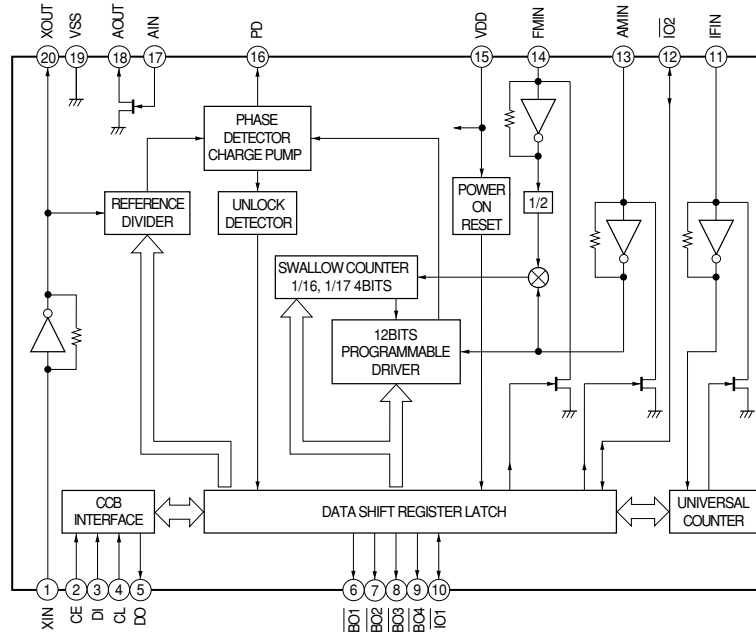 XOUT
VSS
AOUT
AIN
PD
VDD
FMIN
AMIN
IO2
IFIN
20
19
18
17
16
15
14
13
12
11
PHASE
DETECTOR
CHARGE PUMP
REFERENCE
DIVIDER
UNLOCK
DETECTOR
POWER
ON
RESET
1/2
SWALLOW COUNTER
1/16, 1/17 4BITS
12BITS
PROGRAMMABLE
DRIVER
CCB
INTERFACE
DATA SHIFT REGISTER LATCH
UNIVERSAL
COUNTER
1
2
3
4
5
6
7
8
9
10
XIN
CE
DI
CL
DO
BO1
BO2
BO3
BO4
IO1